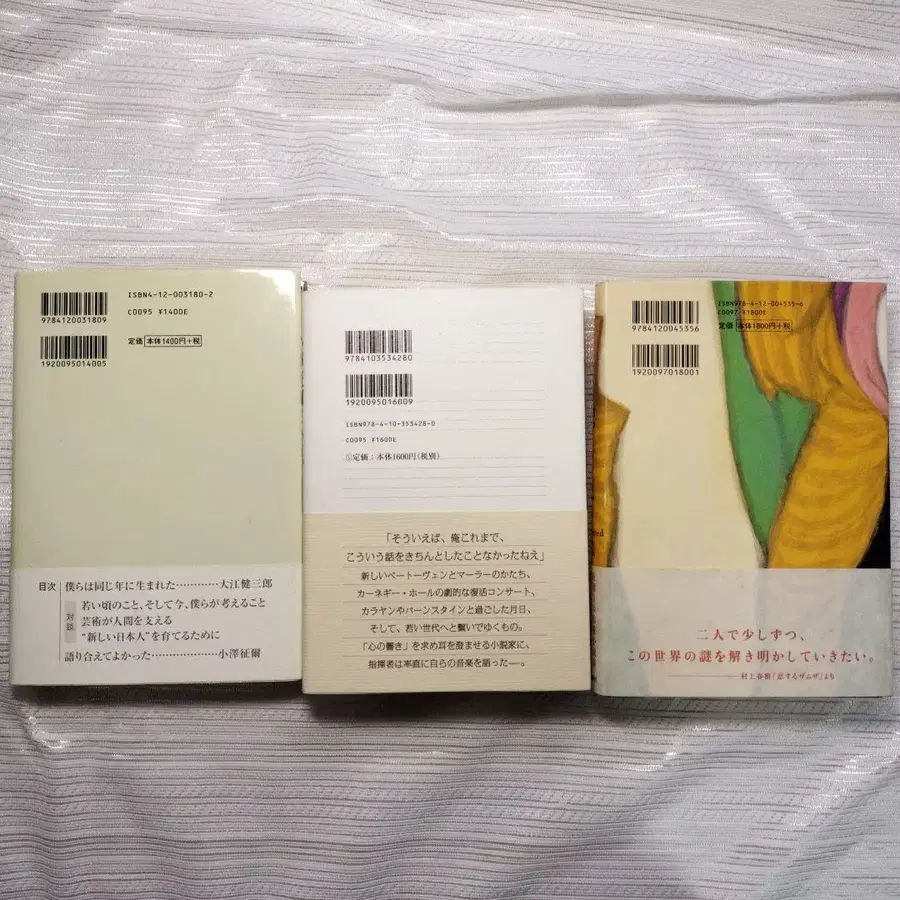 ISBN4-12-003180-2
C0095 ¥1400E
定価 本体1400円+税
9784120031809
1920095014005
目次
僕らは同じ年に生まれた…………大江健三郎
対談
若い頃のこと、そして今、僕らが考えること
芸術が人間を支える
“新しい日本人”を育てるために
語り合えてよかった………………小澤征爾
9784103534280
1920095016009
ISBN978-4-10-353428-0
C0095 ¥1600E
①定価:本体1600円(税別)
「そういえば、俺これまで、
こういう話をきちんとしたことなかったねえ」
新しいベートーヴェンとマーラーのかたち、
カーネギー・ホールの劇的な復活コンサート、
カラヤンやバーンスタインと過ごした月日、
そして、若い世代へと繋いでゆくもの。
「心の響き」を求め耳を澄ませる小説家に、
指揮者は率直に自らの音楽を語った――。
ISBN978-4-12-004535-6
C0097 ¥1800E
定価 本体1800円+税
9784120045356
1920097018001
二人で少しずつ、
この世界の謎を解き明かしていきたい。
――村上春樹「恋するザムザ」より